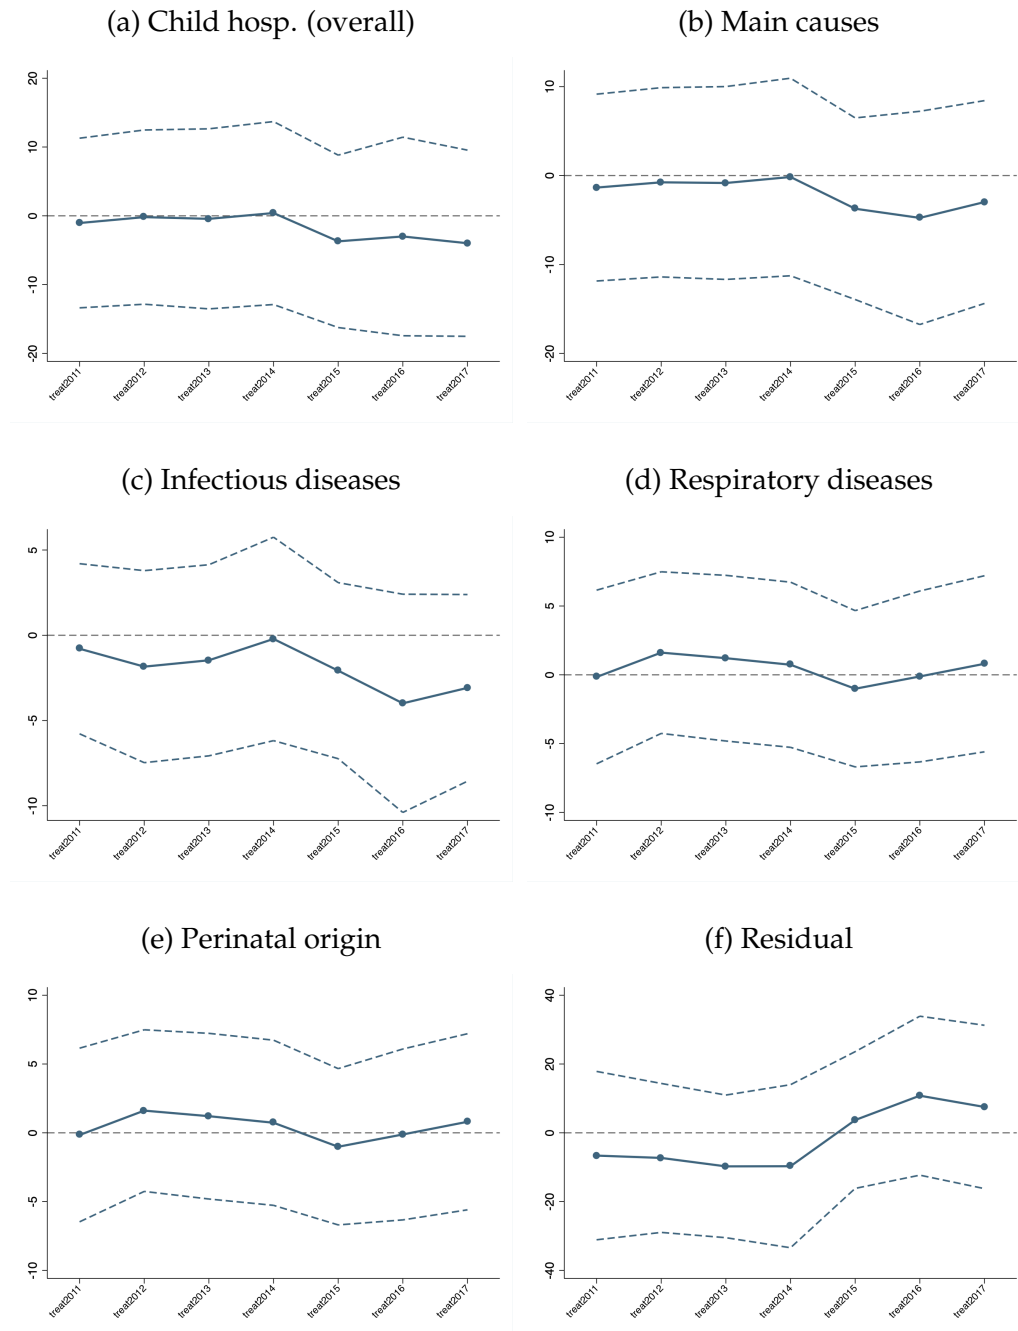 (a) Child hosp. (overall)
(b) Main causes
20
10
0
-10
-20
treat2011
treat2012
treat2013
treat2014
treat2015
treat2016
treat2017
10
0
-10
-20
treat2011
treat2012
treat2013
treat2014
treat2015
treat2016
treat2017
(c) Infectious diseases
(d) Respiratory diseases
5
0
-5
-10
treat2011
treat2012
treat2013
treat2014
treat2015
treat2016
treat2017
10
5
0
-5
-10
treat2011
treat2012
treat2013
treat2014
treat2015
treat2016
treat2017
(e) Perinatal origin
(f) Residual
10
5
0
-5
-10
treat2011
treat2012
treat2013
treat2014
treat2015
treat2016
treat2017
40
20
0
-20
-40
treat2011
treat2012
treat2013
treat2014
treat2015
treat2016
treat2017